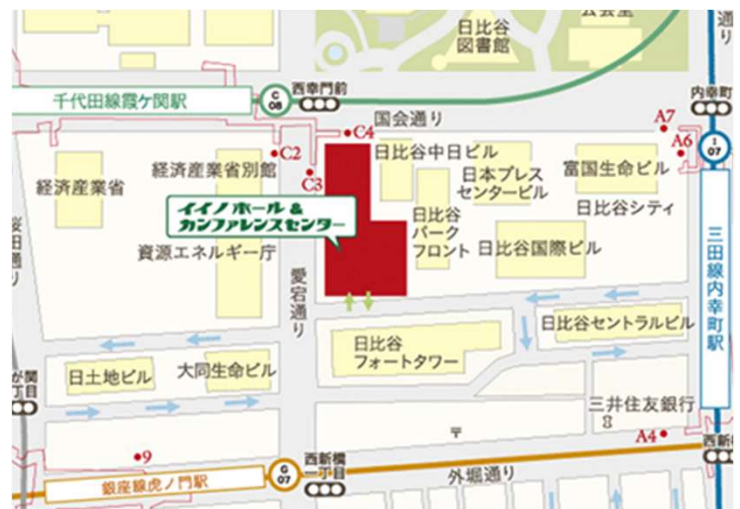 日比谷
図書館
通り
千代田線霞ケ関駅
C
08
西幸門前
国会通り
内幸町
A7
A6
I
07
C4
C2
C3
経済産業省
経済産業省別館
日比谷中日ビル
日本プレス
センタービル
富国生命ビル
日比谷シティ
イイノホール &
カンファレンスセンター
日比谷
パーク
フロント
日比谷国際ビル
資源エネルギー庁
桜田通り
愛宕通り
三田線内幸町駅
日比谷セントラルビル
日比谷
フォートタワー
日土地ビル
大同生命ビル
三井住友銀行
〒
A4
9
西新橋
一丁目
外堀通り
銀座線虎ノ門駅
G
07